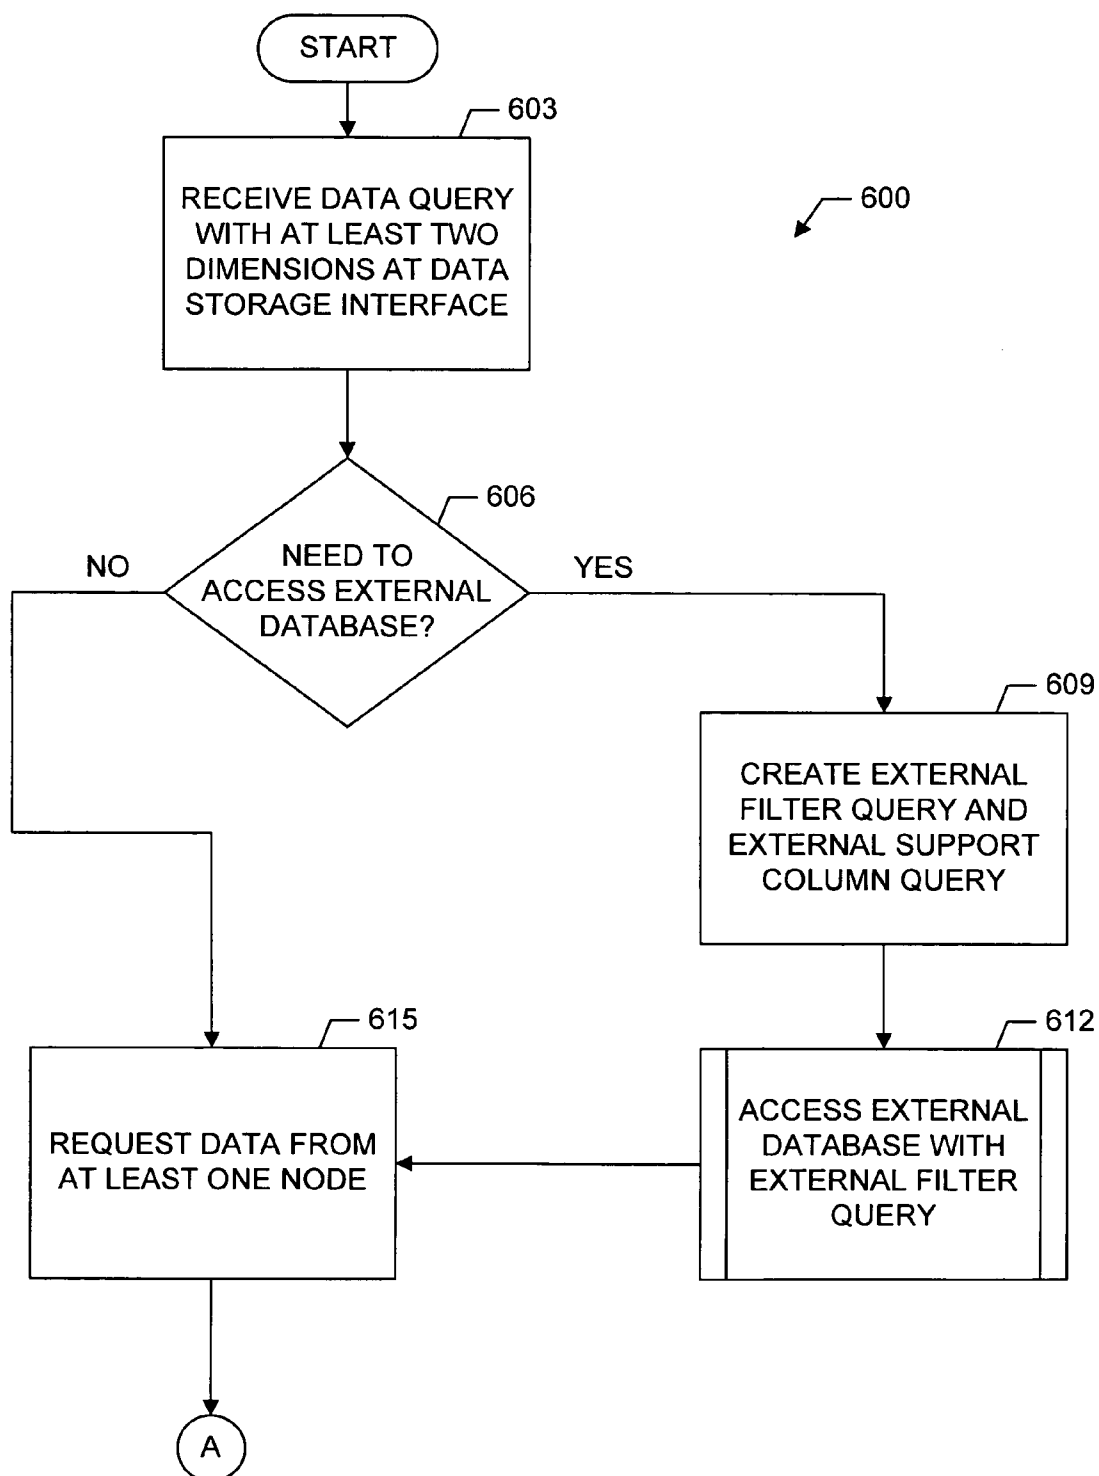 START
603
RECEIVE DATA QUERY
WITH AT LEAST TWO
DIMENSIONS AT DATA
STORAGE INTERFACE
600
606
NEED TO
ACCESS EXTERNAL
DATABASE?
NO
YES
609
CREATE EXTERNAL
FILTER QUERY AND
EXTERNAL SUPPORT
COLUMN QUERY
615
REQUEST DATA FROM
AT LEAST ONE NODE
612
ACCESS EXTERNAL
DATABASE WITH
EXTERNAL FILTER
QUERY
A